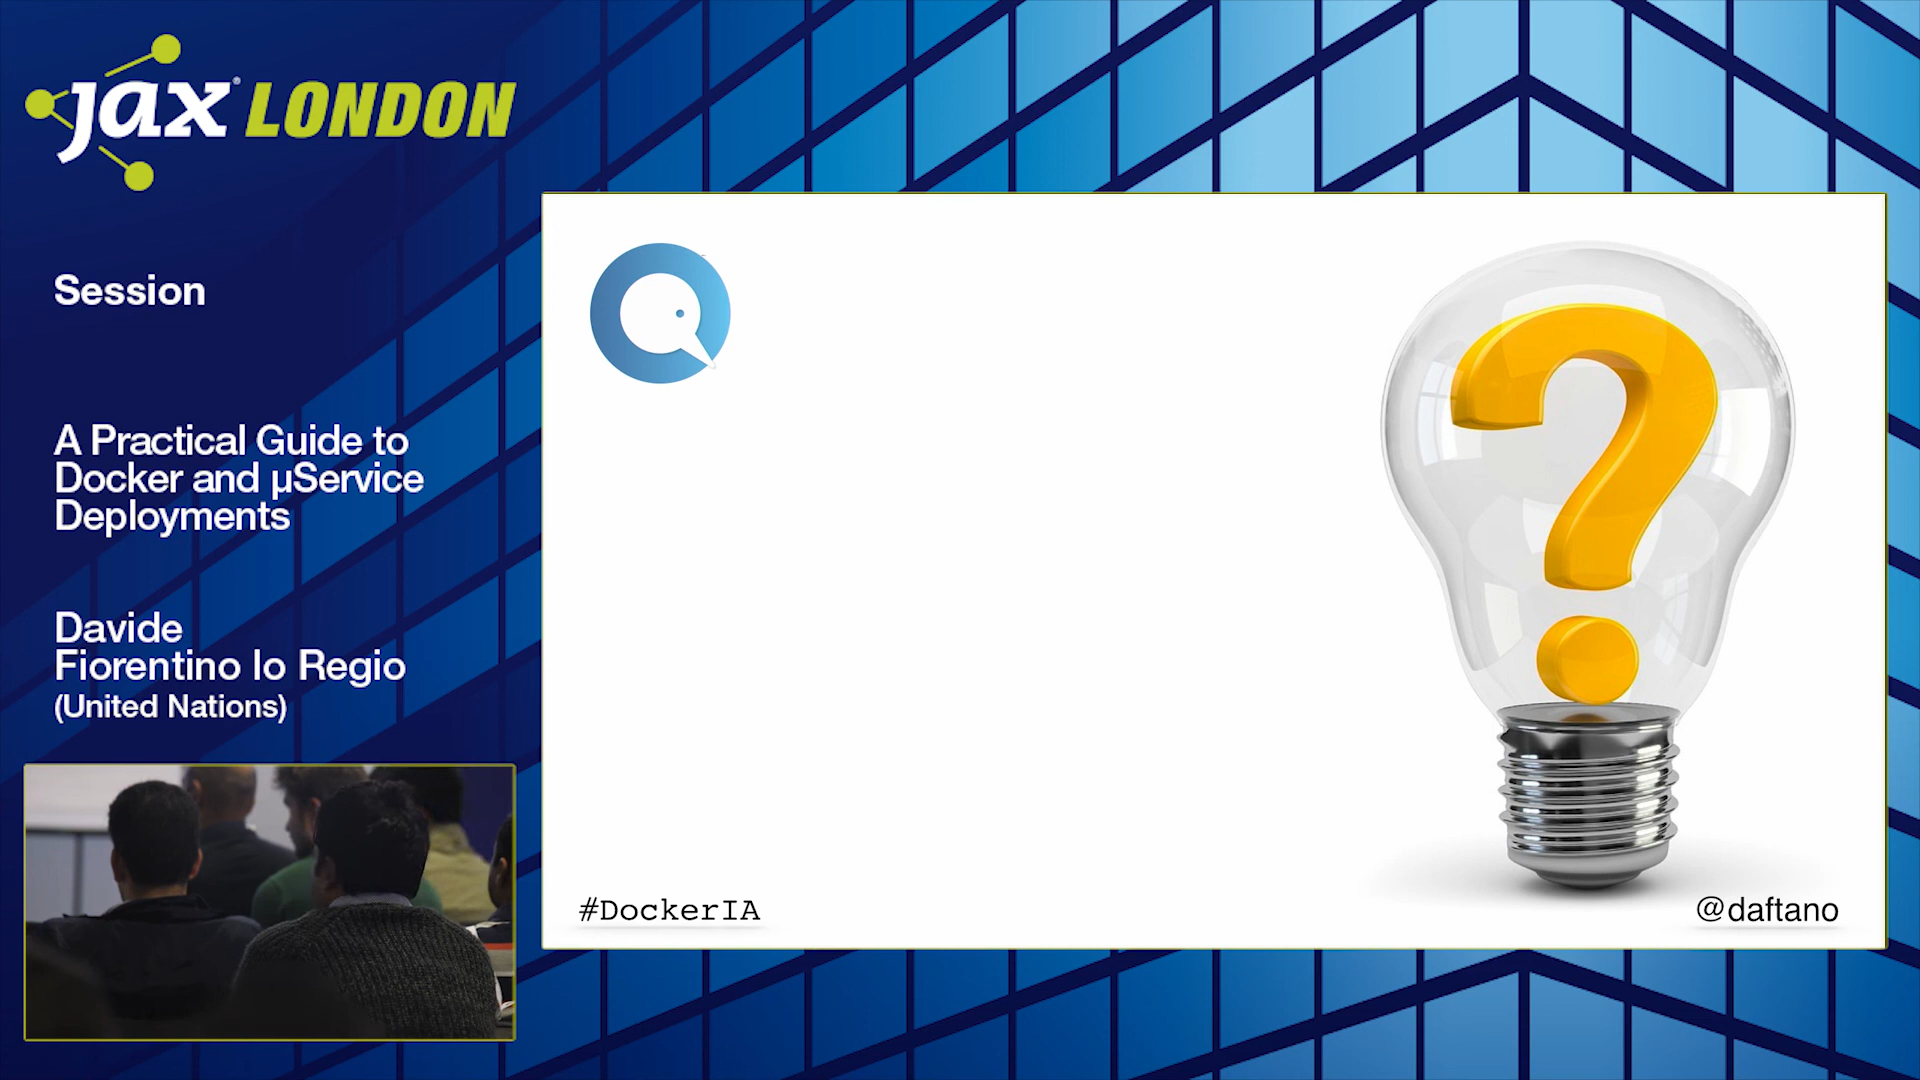 jax® LONDON
Session
A Practical Guide to
Docker and µService
Deployments
Davide
Fiorentino lo Regio
(United Nations)
?
#DockerIA
@daftano